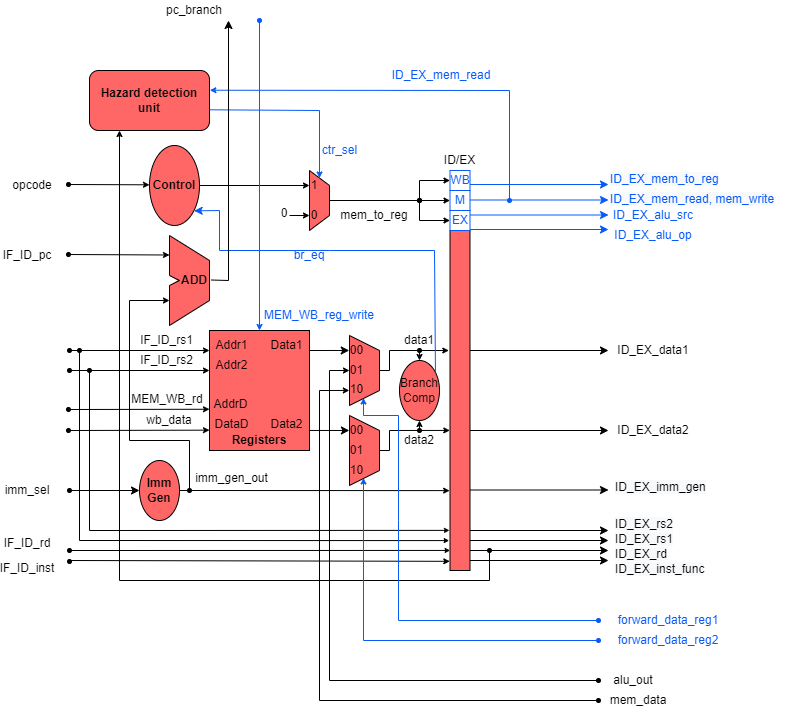 pc_branch
ID_EX_mem_read
Hazard detection
unit
ctr_sel
ID/EX
opcode
Control
1
0
0
mem_to_reg
WB
M
EX
ID_EX_mem_to_reg
ID_EX_mem_read, mem_write
ID_EX_alu_src
ID_EX_alu_op
IF_ID_pc
ADD
br_eq
MEM_WB_reg_write
IF_ID_rs1
IF_ID_rs2
MEM_WB_rd
wb_data
Addr1
Addr2
AddrD
DataD
Data1
Data2
Registers
00
01
10
data1
Branch
Comp
data2
00
01
10
ID_EX_data1
ID_EX_data2
imm_sel
Imm
Gen
imm_gen_out
ID_EX_imm_gen
IF_ID_rd
IF_ID_inst
ID_EX_rs2
ID_EX_rs1
ID_EX_rd
ID_EX_inst_func
forward_data_reg1
forward_data_reg2
alu_out
mem_data